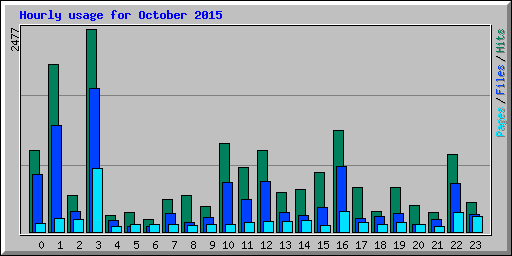 Hourly usage for October 2015
2477
Pages/Files/Hits
0 1 2 3 4 5 6 7 8 9 10 11 12 13 14 15 16 17 18 19 20 21 22 23